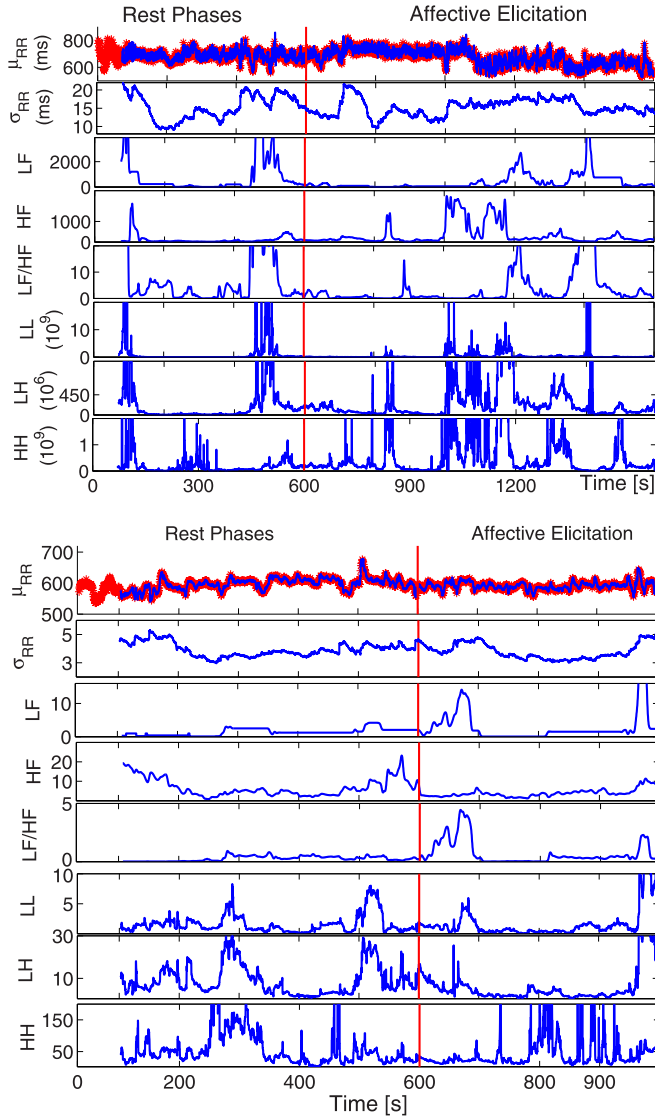 Rest Phases Affective Elicitation
800
600
μRR
(ms)
20
15
10
σRR
(ms)
2000
0
LF
1000
0
HF
10
0
LF/HF
10
0
LL
(10⁹)
450
0
LH
(10⁶)
1
0
HH
(10⁹)
0 300 600 900 1200 Time [s]
Rest Phases Affective Elicitation
700
600
500
μRR
5
3
σRR
10
0
LF
20
10
HF
5
0
LF/HF
10
5
LL
30
10
LH
150
50
HH
0 200 400 600 800 900
Time [s]